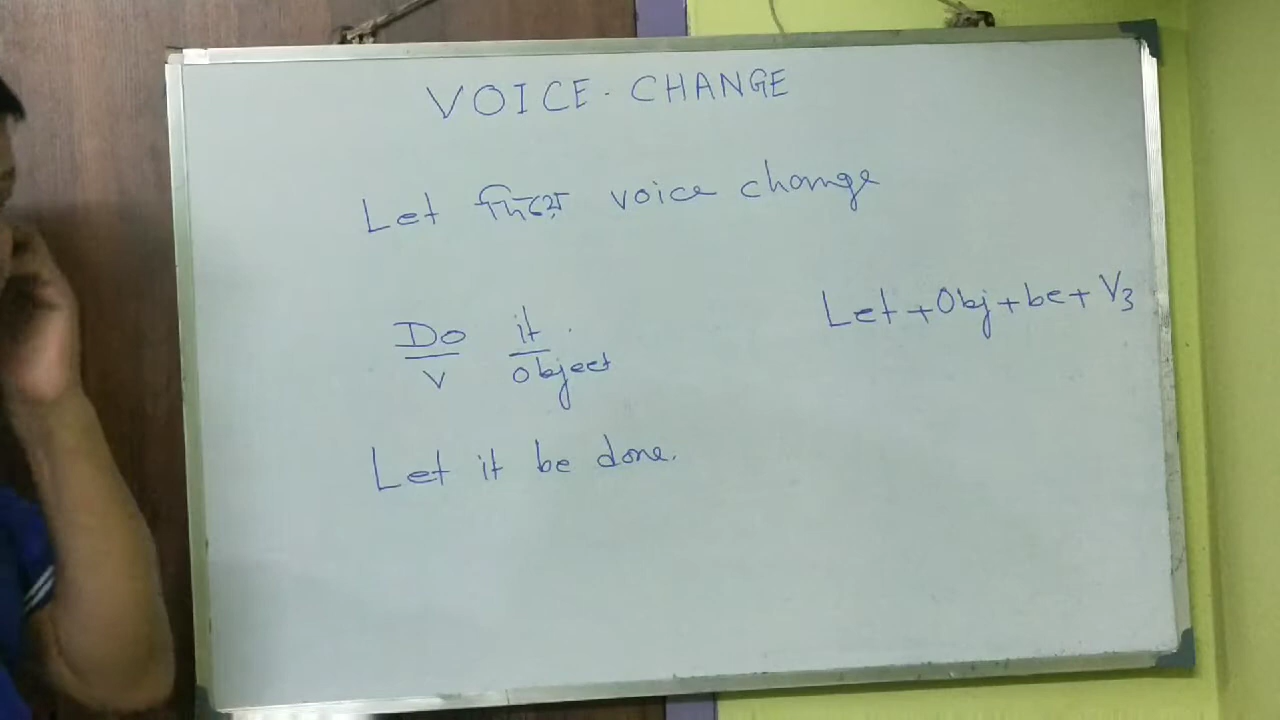 VOICE - CHANGE
Let দিয়ে voice change
Do it.
V object
Let + Obj + be + V3
Let it be done.